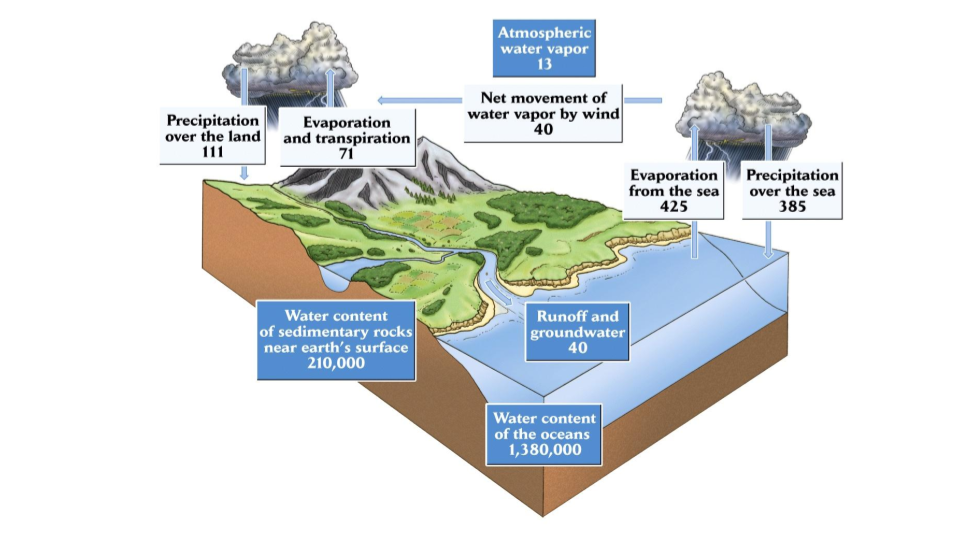 Atmospheric
water vapor
13
Net movement of
water vapor by wind
40
Precipitation
over the land
111
Evaporation
and transpiration
71
Evaporation
from the sea
425
Precipitation
over the sea
385
Water content
of sedimentary rocks
near earth's surface
210,000
Runoff and
groundwater
40
Water content
of the oceans
1,380,000